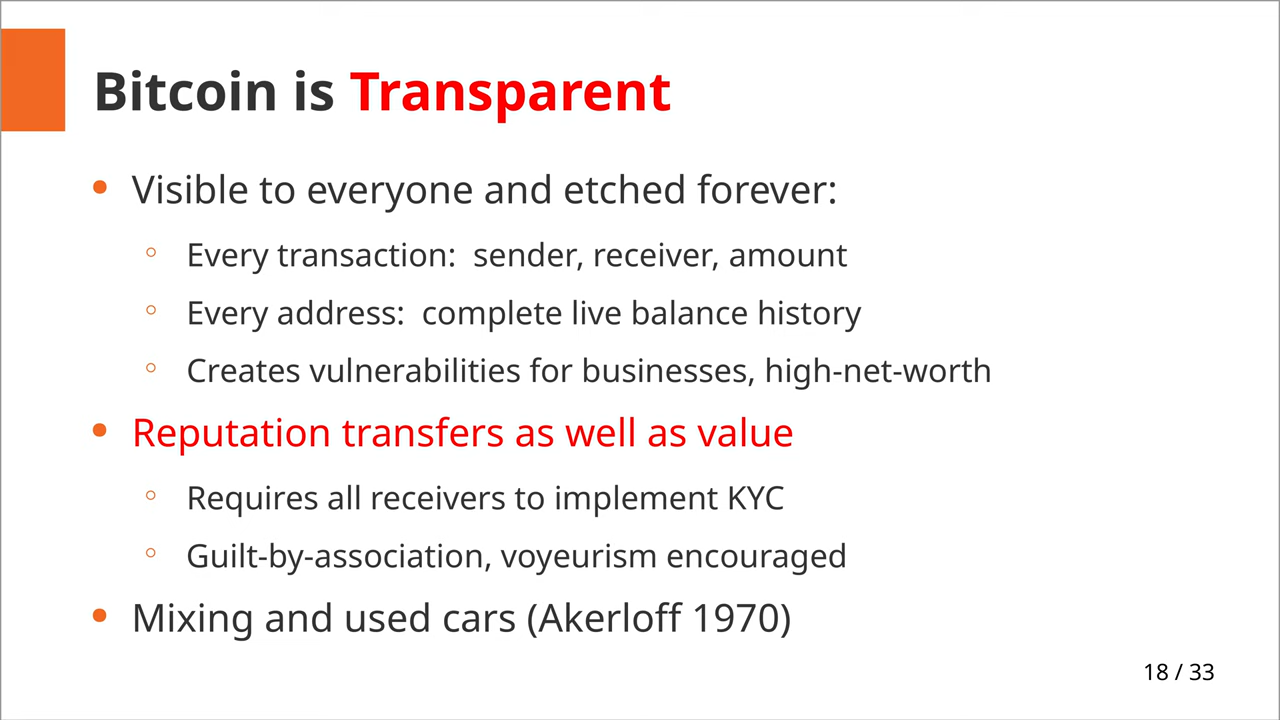 Bitcoin is Transparent
Visible to everyone and etched forever:
Every transaction: sender, receiver, amount
Every address: complete live balance history
Creates vulnerabilities for businesses, high-net-worth
Reputation transfers as well as value
Requires all receivers to implement KYC
Guilt-by-association, voyeurism encouraged
Mixing and used cars (Akerloff 1970)
18 / 33